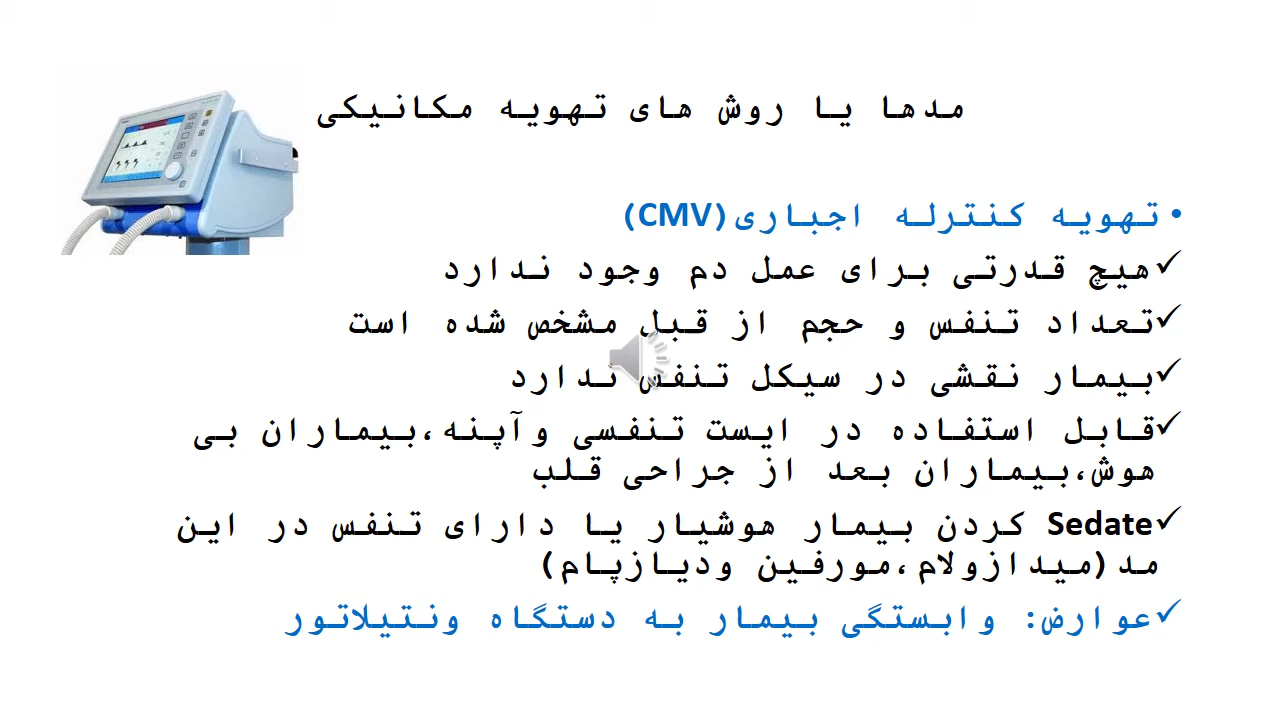 مدها یا روش های تهویه مکانیکی
• تهویه کنترله اجباری (CMV)
✓ هیچ قدرتی برای عمل دم وجود ندارد
✓ تعداد تنفس و حجم از قبل مشخص شده است
✓ بیمار نقشی در سیکل تنفس ندارد
✓ قابل استفاده در ایست تنفسی وآپنه،بیماران بی
هوش،بیماران بعد از جراحی قلب
✓ Sedate کردن بیمار هوشیار یا دارای تنفس در این
مد (میدازولام،مورفین ودیازپام)
✓ عوارض: وابستگی بیمار به دستگاه ونتیلاتور